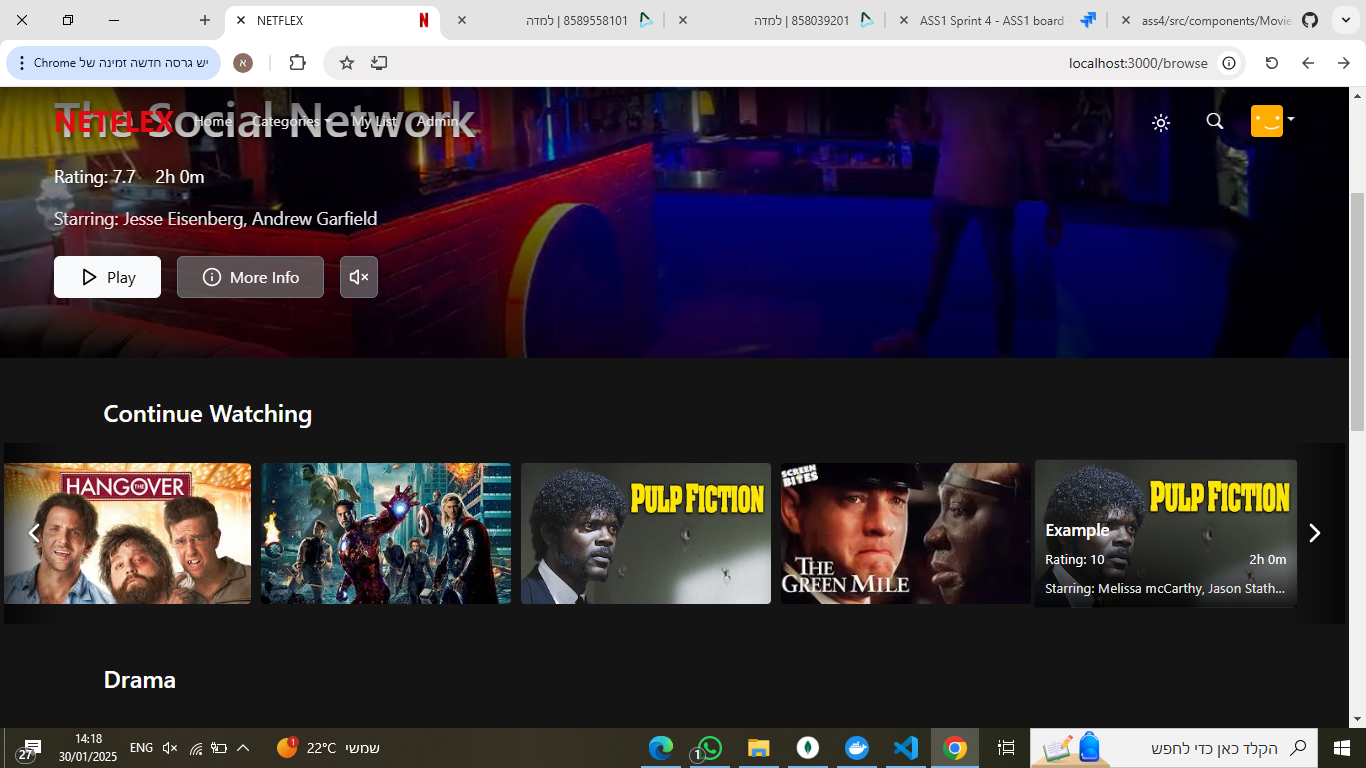 NETFLEX
8589558101 | למדה
858039201 | למדה
ASS1 Sprint 4 - ASS1 board -
ass4/src/components/Movie
יש גרסה חדשה זמינה של Chrome
א
localhost:3000/browse
The Social Network
NETFLEX
Home
Categories
My List
Admin
Rating: 7.7
2h 0m
Starring: Jesse Eisenberg, Andrew Garfield
Play
More Info
Continue Watching
THE
HANGOVER
PULP FICTION
SCREEN
BITES
THE
GREEN MILE
PULP FICTION
Example
Rating: 10
2h 0m
Starring: Melissa mcCarthy, Jason Stath...
Drama
27
14:18
30/01/2025
ENG
1
22°C
שמשי
1
הקלד כאן כדי לחפש